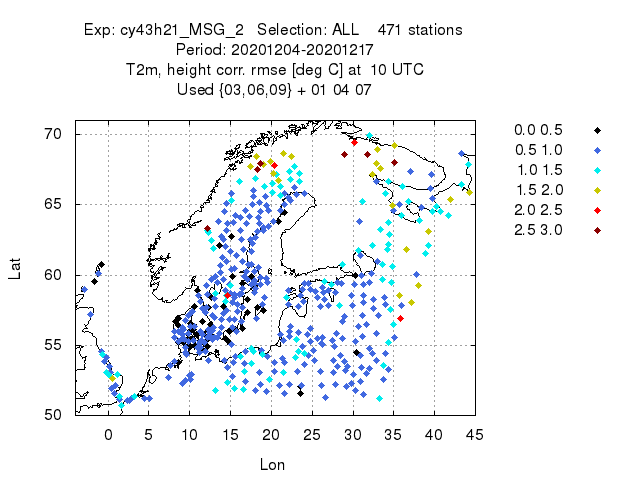 Exp: cy43h21_MSG_2 Selection: ALL 471 stations
Period: 20201204-20201217
T2m, height corr. rmse [deg C] at 10 UTC
Used {03,06,09} + 01 04 07
70
65
60
55
50
0 5 10 15 20 25 30 35 40 45
Lat
Lon
0.0 0.5
0.5 1.0
1.0 1.5
1.5 2.0
2.0 2.5
2.5 3.0